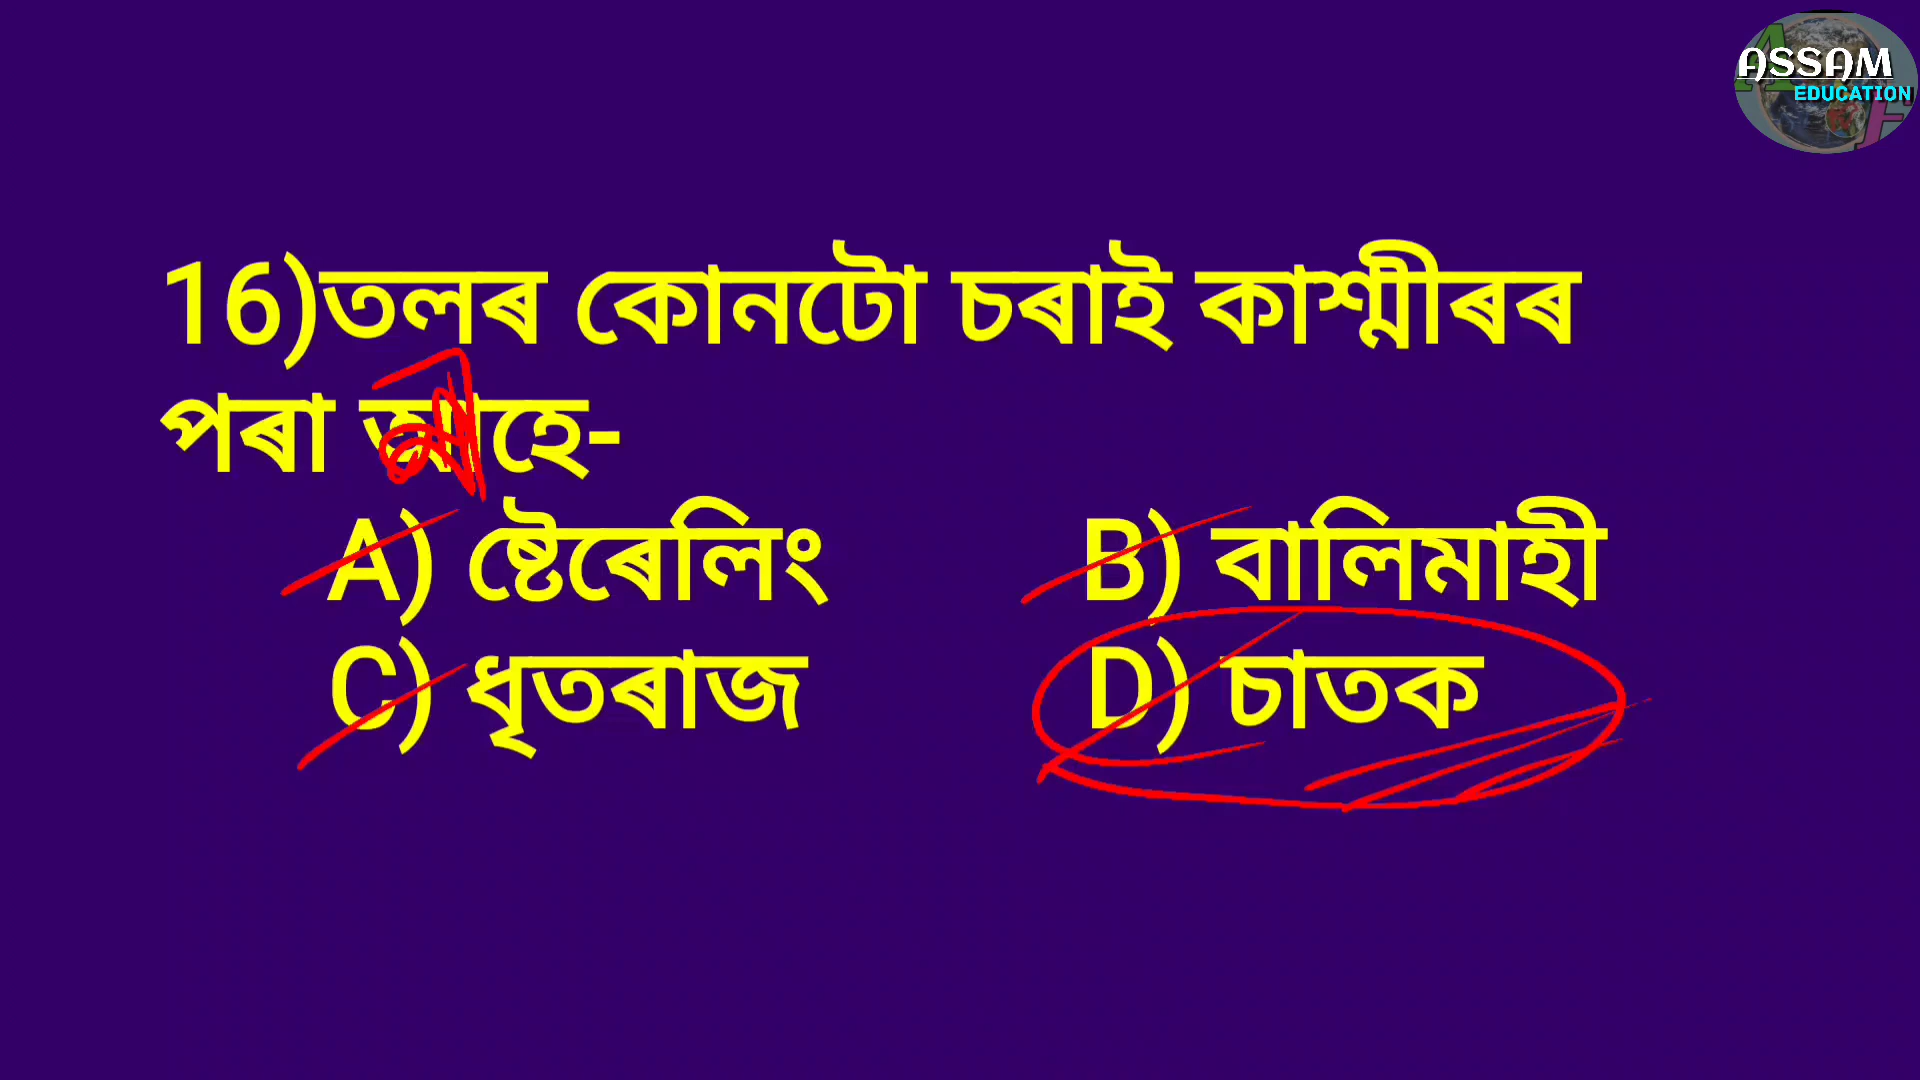 ASSAM
EDUCATION
16)তলৰ কোনটো চৰাই কাশ্মীৰৰ
পৰা আহে-
A) ষ্টেৰেলিং B) বালিমাহী
C) ধৃতৰাজ D) চাতক